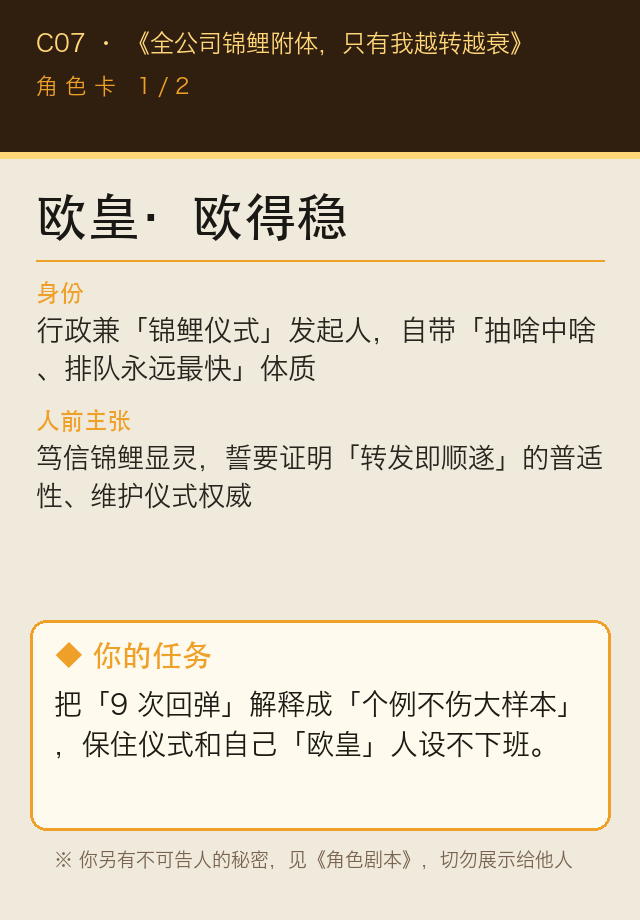 C07 · 《全公司锦鲤附体，只有我越转越衰》
角色卡 1/2
欧皇· 欧得稳
身份
行政兼「锦鲤仪式」发起人，自带「抽啥中啥
、排队永远最快」体质
人前主张
笃信锦鲤显灵，誓要证明「转发即顺遂」的普适
性、维护仪式权威
◆ 你的任务
把「9 次回弹」解释成「个例不伤大样本」
，保住仪式和自己「欧皇」人设不下班。
※ 你另有不可告人的秘密，见《角色剧本》，切勿展示给他人